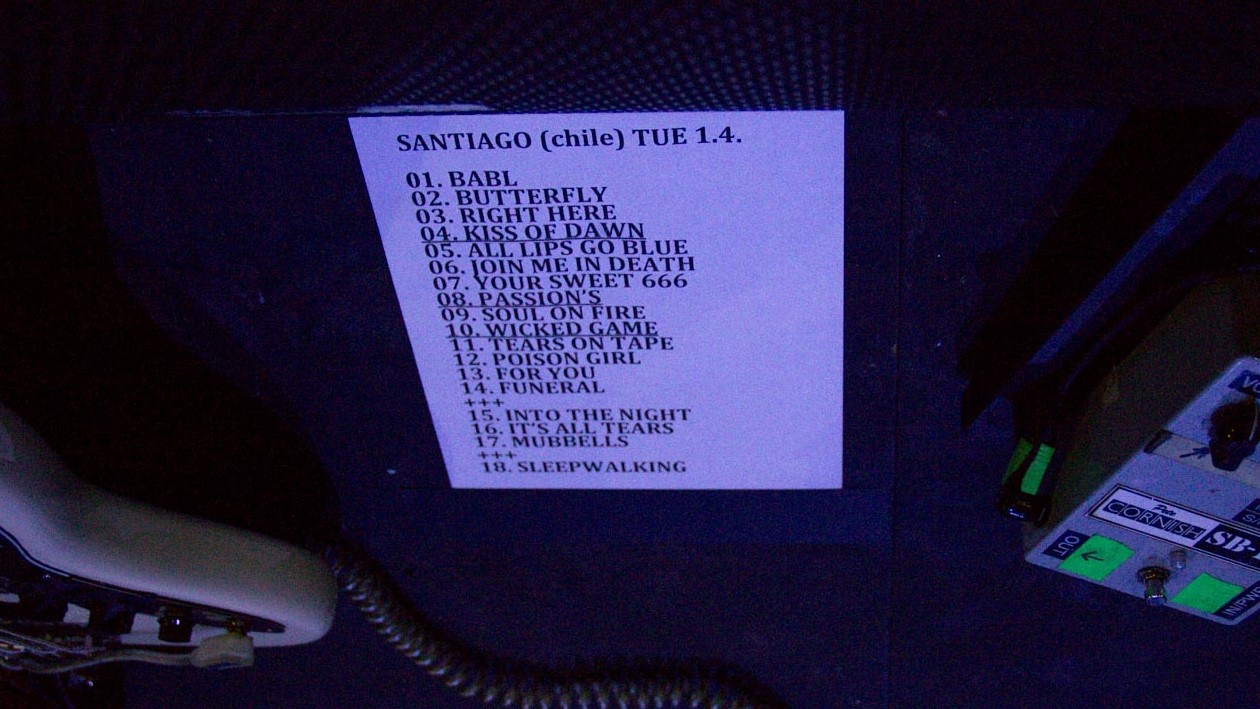 SANTIAGO (chile) TUE 1.4.
01. BABL
02. BUTTERFLY
03. RIGHT HERE
04. KISS OF DAWN
05. ALL LIPS GO BLUE
06. JOIN ME IN DEATH
07. YOUR SWEET 666
08. PASSION'S
09. SOUL ON FIRE
10. WICKED GAME
11. TEARS ON TAPE
12. POISON GIRL
13. FOR YOU
14. FUNERAL
+++
15. INTO THE NIGHT
16. IT'S ALL TEARS
17. MUBBELLS
+++
18. SLEEPWALKING
Pete
CORNISH
OUT